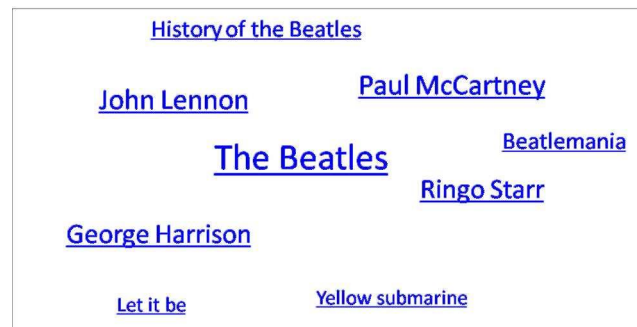 History of the Beatles
Paul McCartney
John Lennon
Beatlemania
The Beatles
Ringo Starr
George Harrison
Yellow submarine
Let it be